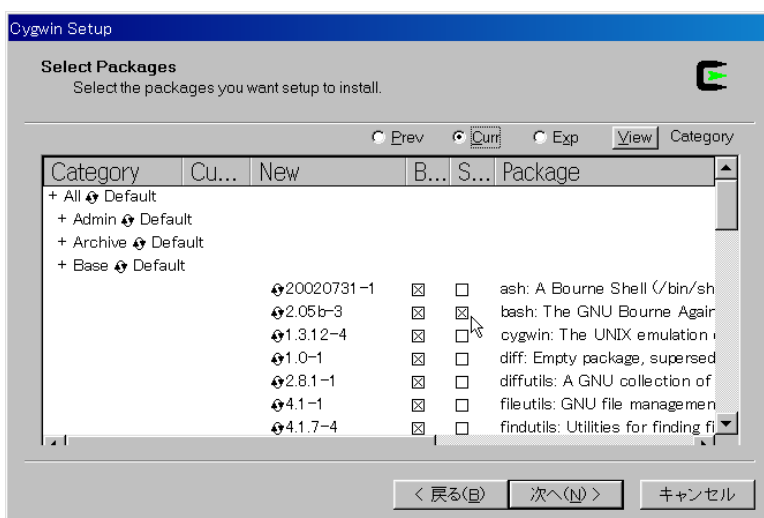 Cygwin Setup
Select Packages
Select the packages you want setup to install.
Prev Curr Exp View Category
Category Cu... New B... S... Package
+ All Default
+ Admin Default
+ Archive Default
+ Base Default
20020731-1 ash: A Bourne Shell (/bin/sh
2.05b-3 bash: The GNU Bourne Again
1.3.12-4 cygwin: The UNIX emulation
1.0-1 diff: Empty package, supersed
2.8.1-1 diffutils: A GNU collection of
4.1-1 fileutils: GNU file managemen
4.1.7-4 findutils: Utilities for finding fi
< 戻る(B) 次へ(N) > キャンセル